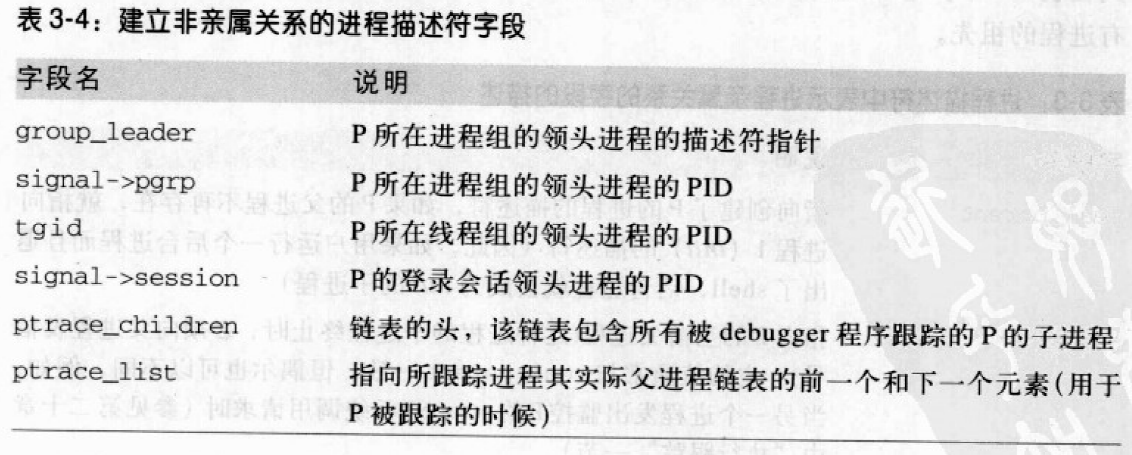 表 3-4：建立非亲属关系的进程描述符字段
字段名 说明
group_leader P 所在进程组的领头进程的描述符指针
signal->pgrp P 所在进程组的领头进程的 PID
tgid P 所在线程组的领头进程的 PID
signal->session P 的登录会话领头进程的 PID
ptrace_children 链表的头，该链表包含所有被 debugger 程序跟踪的 P 的子进程
ptrace_list 指向所跟踪进程其实际父进程链表的前一个和下一个元素（用于
P 被跟踪的时候）